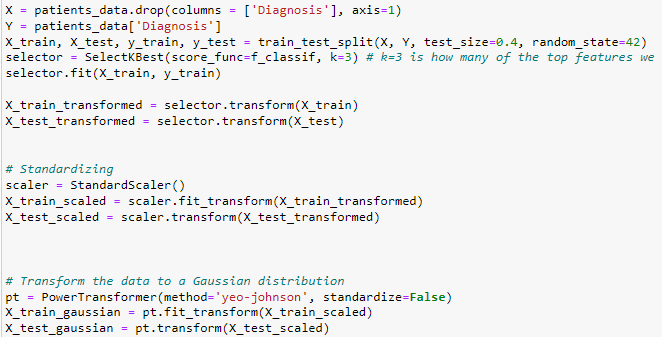 X = patients_data.drop(columns = ['Diagnosis'], axis=1)
Y = patients_data['Diagnosis']
X_train, X_test, y_train, y_test = train_test_split(X, Y, test_size=0.4, random_state=42)
selector = SelectKBest(score_func=f_classif, k=3) # k=3 is how many of the top features we
selector.fit(X_train, y_train)
X_train_transformed = selector.transform(X_train)
X_test_transformed = selector.transform(X_test)
# Standardizing
scaler = StandardScaler()
X_train_scaled = scaler.fit_transform(X_train_transformed)
X_test_scaled = scaler.transform(X_test_transformed)
# Transform the data to a Gaussian distribution
pt = PowerTransformer(method='yeo-johnson', standardize=False)
X_train_gaussian = pt.fit_transform(X_train_scaled)
X_test_gaussian = pt.transform(X_test_scaled)